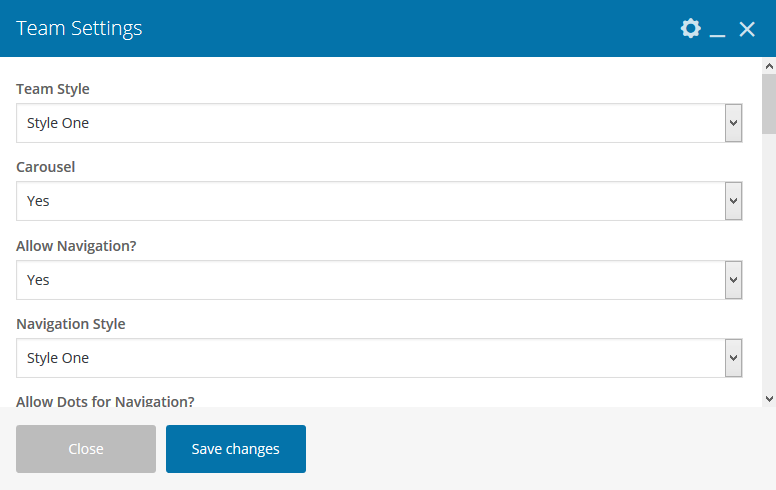 Team Settings
Team Style
Style One
Carousel
Yes
Allow Navigation?
Yes
Navigation Style
Style One
Allow Dots for Navigation?
Close
Save changes